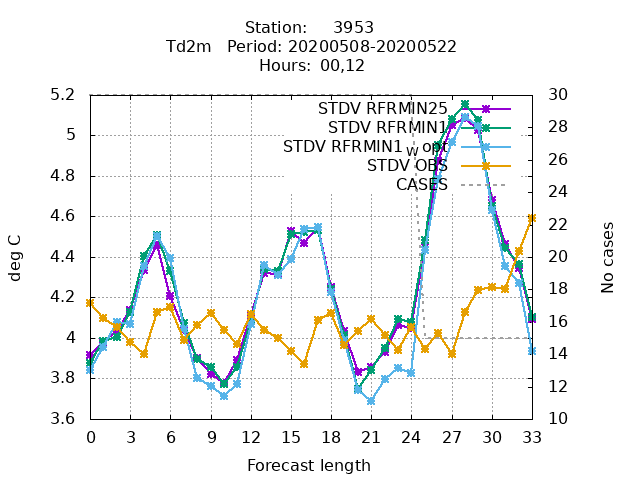 Station: 3953
Td2m Period: 20200508-20200522
Hours: 00,12
5.2
5
4.8
4.6
4.4
4.2
4
3.8
3.6
30
28
26
24
22
20
18
16
14
12
10
STDV RFRMIN25
STDV RFRMIN1
STDV RFRMIN1w opt
STDV OBS
CASES
deg C
No cases
0 3 6 9 12 15 18 21 24 27 30 33
Forecast length